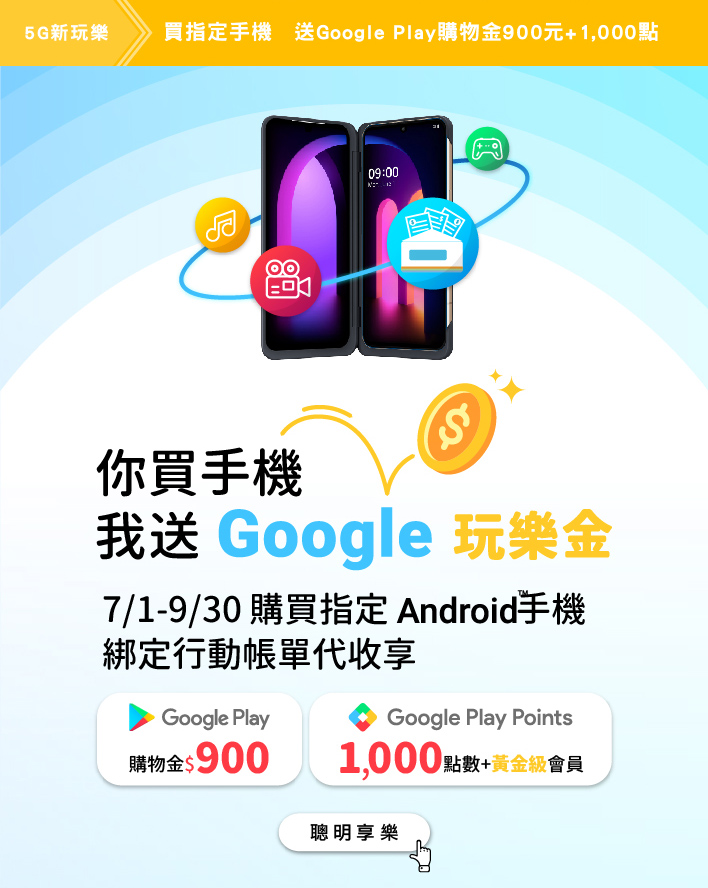 5G新玩樂
買指定手機 送Google Play購物金900元+1,000點
09:00
你買手機
我送 Google 玩樂金
7/1-9/30 購買指定 Android™手機
綁定行動帳單代收享
Google Play
購物金$900
Google Play Points
1,000點數+黃金級會員
聰明享樂